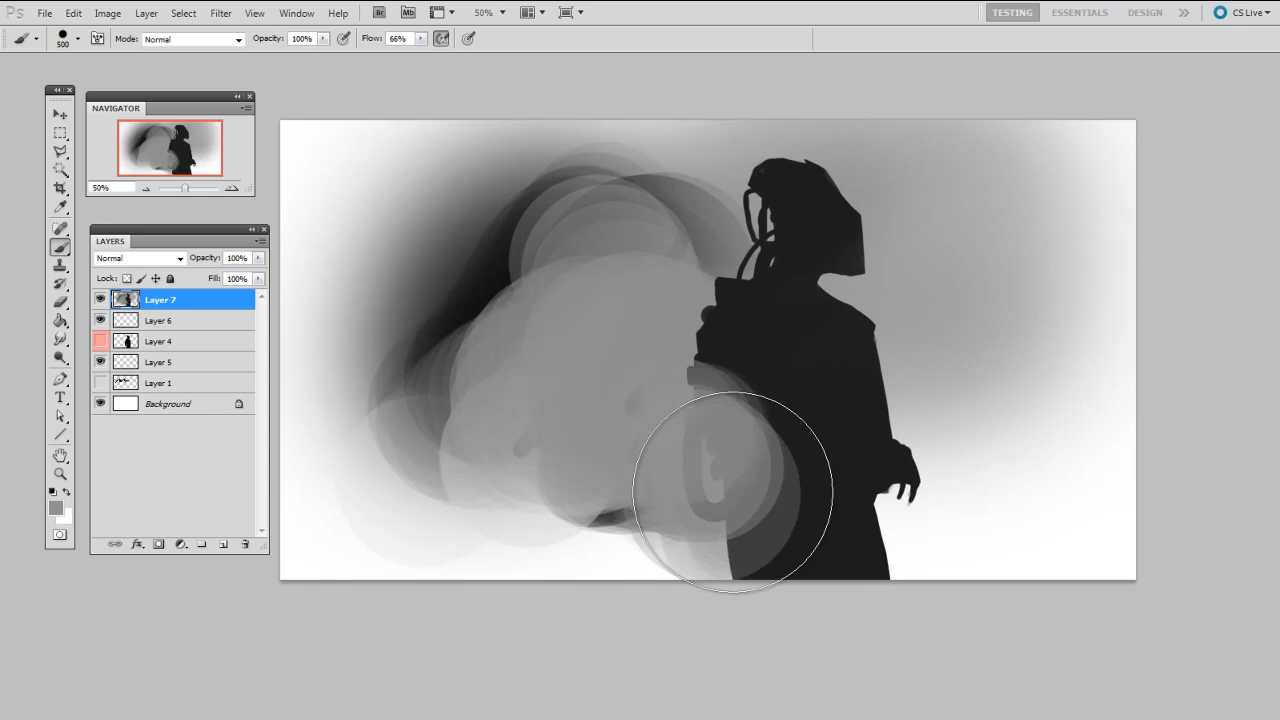 Ps File Edit Image Layer Select Filter View Window Help Br Mb 50% TESTING ESSENTIALS DESIGN CS Live
500 Mode: Normal Opacity: 100% Flow: 66%
NAVIGATOR
50%
LAYERS
Normal Opacity: 100%
Lock: Fill: 100%
Layer 7
Layer 6
Layer 4
Layer 5
Layer 1
Background
T
fx